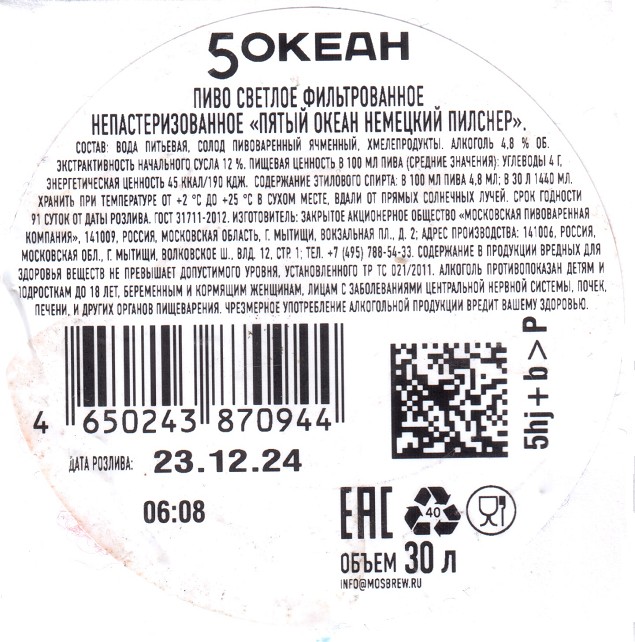 5 ОКЕАН
ПИВО СВЕТЛОЕ ФИЛЬТРОВАННОЕ
НЕПАСТЕРИЗОВАННОЕ «ПЯТЫЙ ОКЕАН НЕМЕЦКИЙ ПИЛСНЕР».
СОСТАВ: ВОДА ПИТЬЕВАЯ, СОЛОД ПИВОВАРЕННЫЙ ЯЧМЕННЫЙ, ХМЕЛЕПРОДУКТЫ. АЛКОГОЛЬ 4,8 % ОБ.
ЭКСТРАКТИВНОСТЬ НАЧАЛЬНОГО СУСЛА 12 %. ПИЩЕВАЯ ЦЕННОСТЬ В 100 МЛ ПИВА (СРЕДНИЕ ЗНАЧЕНИЯ): УГЛЕВОДЫ 4 Г,
ЭНЕРГЕТИЧЕСКАЯ ЦЕННОСТЬ 45 ККАЛ/190 КДЖ. СОДЕРЖАНИЕ ЭТИЛОВОГО СПИРТА: В 100 МЛ ПИВА 4,8 МЛ; В 30 Л 1440 МЛ.
ХРАНИТЬ ПРИ ТЕМПЕРАТУРЕ ОТ +2 °С ДО +25 °С В СУХОМ МЕСТЕ, ВДАЛИ ОТ ПРЯМЫХ СОЛНЕЧНЫХ ЛУЧЕЙ. СРОК ГОДНОСТИ
91 СУТОК ОТ ДАТЫ РОЗЛИВА. ГОСТ 31711-2012. ИЗГОТОВИТЕЛЬ: ЗАКРЫТОЕ АКЦИОНЕРНОЕ ОБЩЕСТВО «МОСКОВСКАЯ ПИВОВАРЕННАЯ
КОМПАНИЯ», 141009, РОССИЯ, МОСКОВСКАЯ ОБЛАСТЬ, Г. МЫТИЩИ, ВОКЗАЛЬНАЯ ПЛ., Д. 2; АДРЕС ПРОИЗВОДСТВА: 141006, РОССИЯ,
МОСКОВСКАЯ ОБЛ., Г. МЫТИЩИ, ВОЛКОВСКОЕ Ш., ВЛД. 12, СТР. 1; ТЕЛ. +7 (495) 788-54-33. СОДЕРЖАНИЕ В ПРОДУКЦИИ ВРЕДНЫХ ДЛЯ
ЗДОРОВЬЯ ВЕЩЕСТВ НЕ ПРЕВЫШАЕТ ДОПУСТИМОГО УРОВНЯ, УСТАНОВЛЕННОГО ТР ТС 021/2011. АЛКОГОЛЬ ПРОТИВОПОКАЗАН ДЕТЯМ И
ПОДРОСТКАМ ДО 18 ЛЕТ, БЕРЕМЕННЫМ И КОРМЯЩИМ ЖЕНЩИНАМ, ЛИЦАМ С ЗАБОЛЕВАНИЯМИ ЦЕНТРАЛЬНОЙ НЕРВНОЙ СИСТЕМЫ, ПОЧЕК,
ПЕЧЕНИ, И ДРУГИХ ОРГАНОВ ПИЩЕВАРЕНИЯ. ЧРЕЗМЕРНОЕ УПОТРЕБЛЕНИЕ АЛКОГОЛЬНОЙ ПРОДУКЦИИ ВРЕДИТ ВАШЕМУ ЗДОРОВЬЮ.
4 650243 870944
5hj+b>P
ДАТА РОЗЛИВА: 23.12.24
06:08
ЕАС 40
ОБЪЕМ 30 Л
INFO@MOSBREW.RU